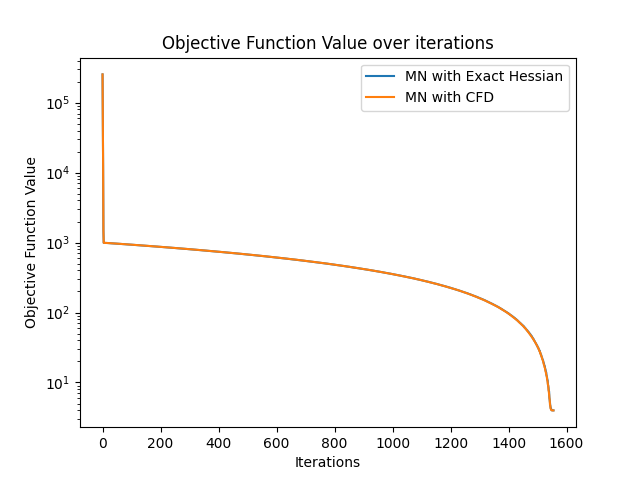 Objective Function Value over iterations
MN with Exact Hessian
MN with CFD
10^5
10^4
10^3
10^2
10^1
Objective Function Value
0 200 400 600 800 1000 1200 1400 1600
Iterations